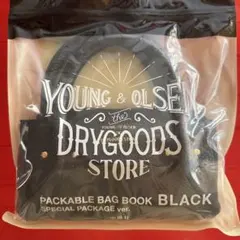 YOUNG & OLSEN
The
DRYGOODS
STORE
PACKABLE BAG BOOK BLACK
SPECIAL PACKAGE ver.